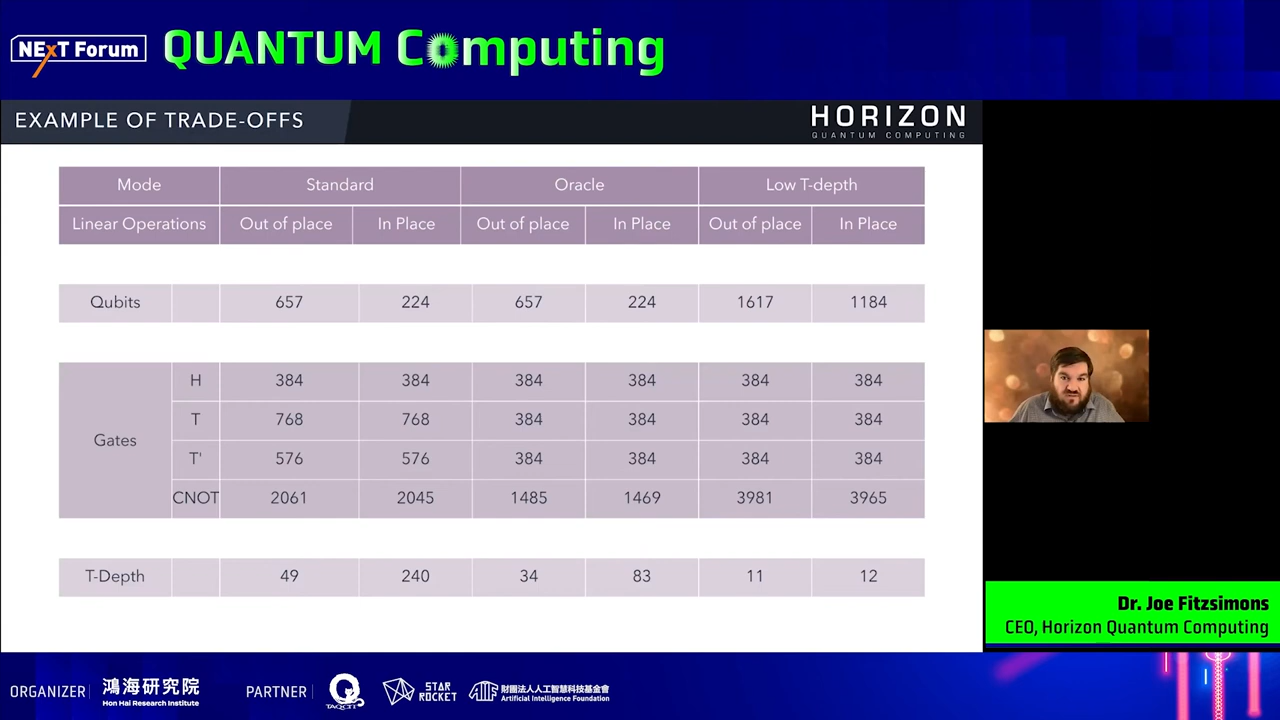 NExT Forum
QUANTUM Computing
EXAMPLE OF TRADE-OFFS
HORIZON
QUANTUM COMPUTING
Mode Standard Oracle Low T-depth
Linear Operations Out of place In Place Out of place In Place Out of place In Place
Qubits 657 224 657 224 1617 1184
H 384 384 384 384 384 384
T 768 768 384 384 384 384
Gates
T' 576 576 384 384 384 384
CNOT 2061 2045 1485 1469 3981 3965
T-Depth 49 240 34 83 11 12
Dr. Joe Fitzsimons
CEO, Horizon Quantum Computing
ORGANIZER 鴻海研究院
Hon Hai Research Institute
PARTNER
TAQCIT
STAR
ROCKET
財團法人人工智慧科技基金會
Artificial Intelligence Foundation